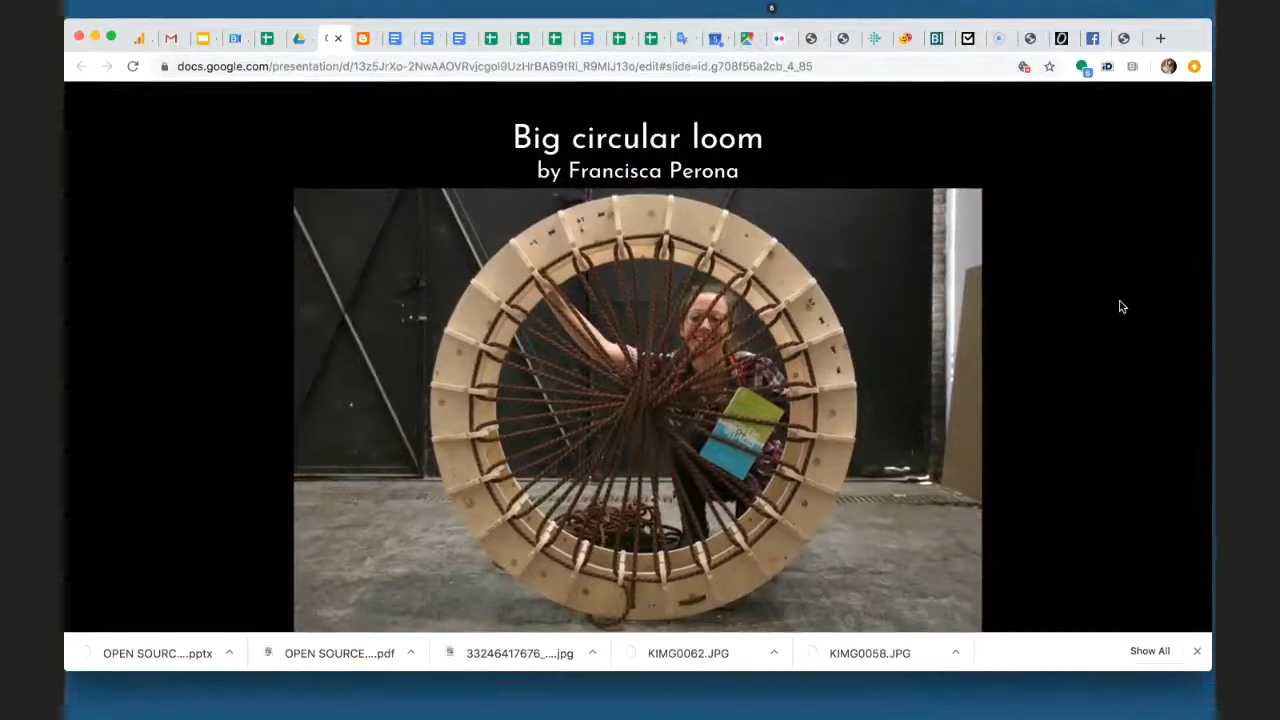 docs.google.com/presentation/d/13z5JrXo-2NwAAOVRvjcgol9UzHrBAB9tRi_R9MIJ13o/edit#slide=id.g708f56a2cb_4_85
Big circular loom
by Francisca Perona
OPEN SOURC....pptx
OPEN SOURCE....pdf
33246417676_....jpg
KIMG0062.JPG
KIMG0058.JPG
Show All